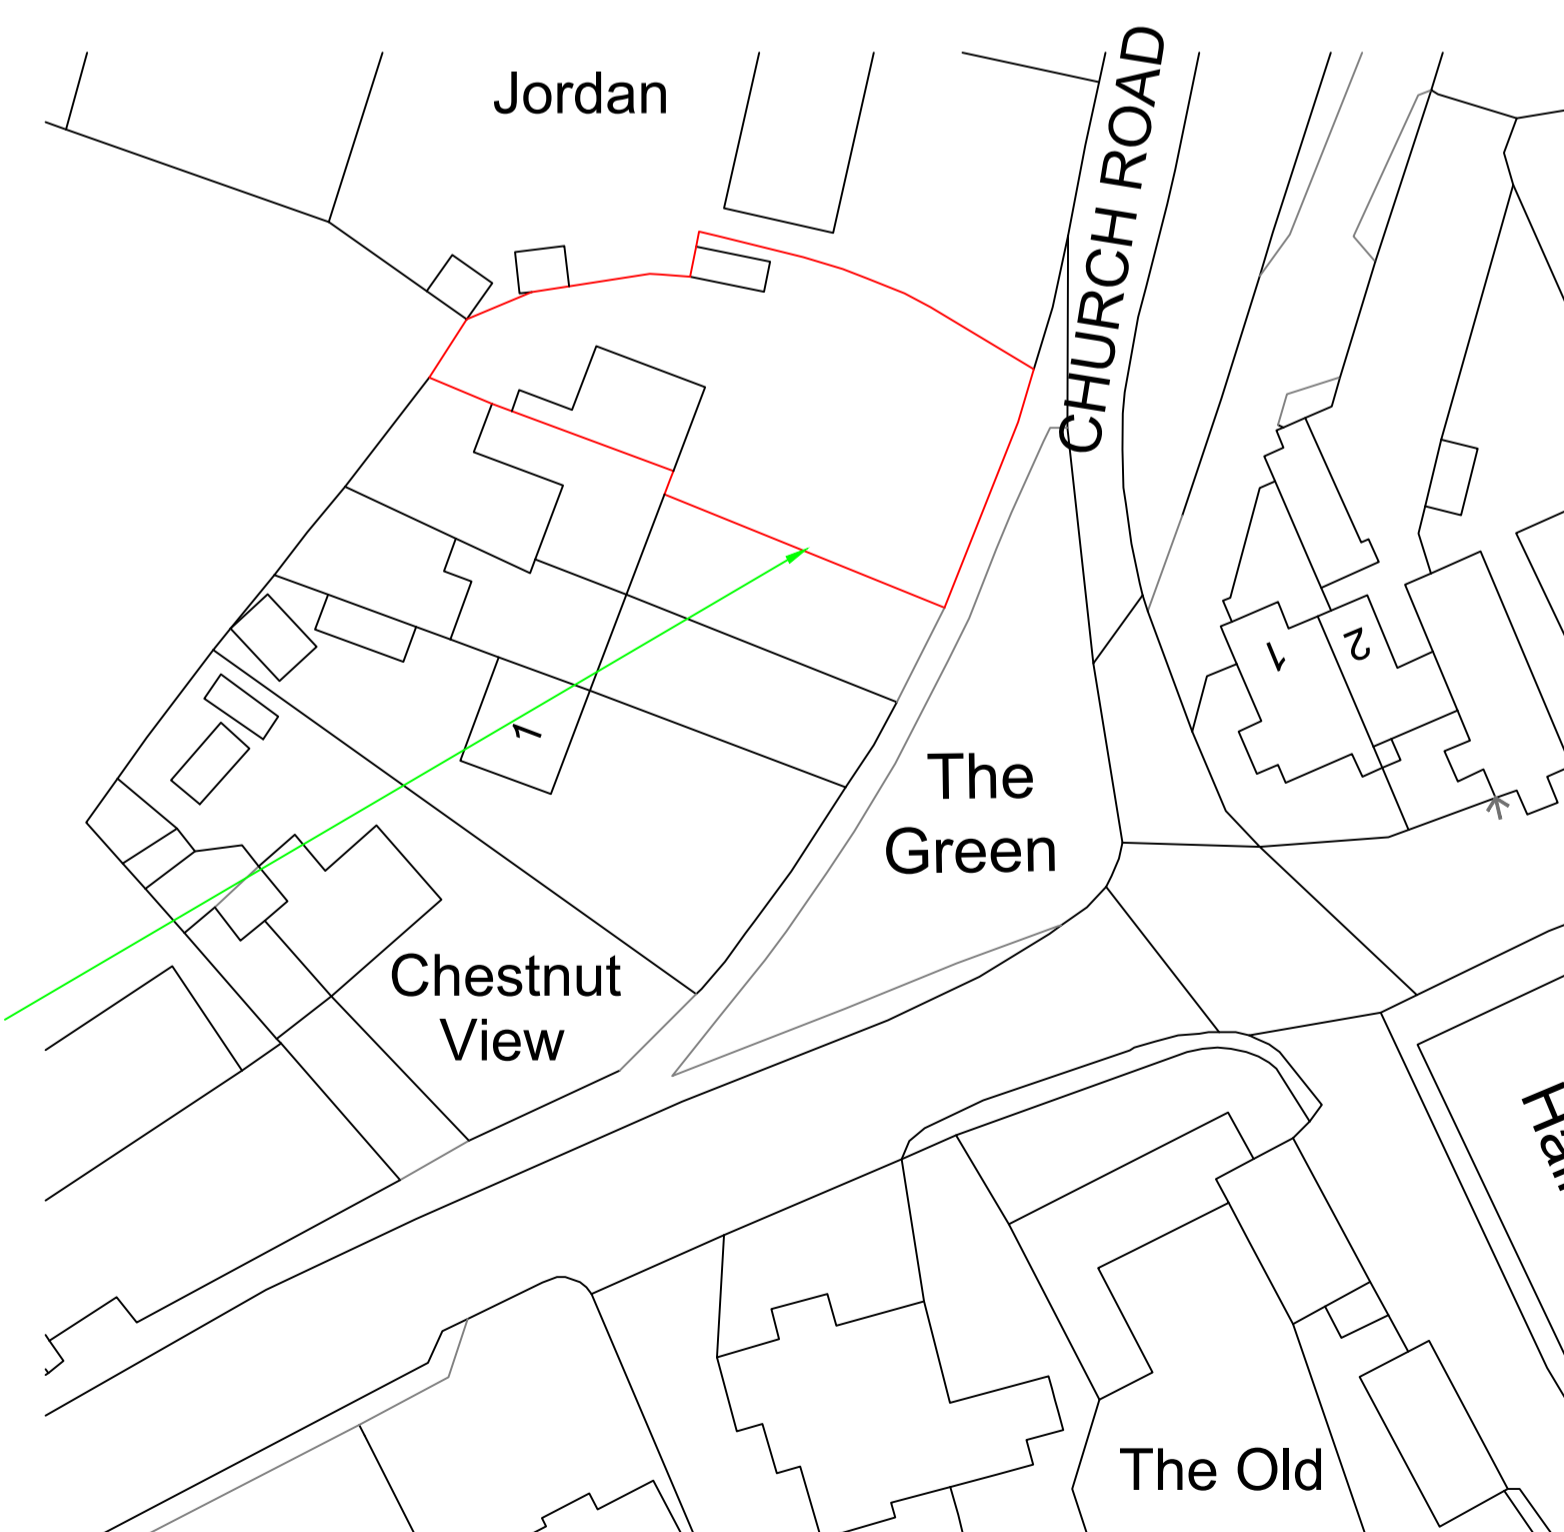 Jordan
CHURCH ROAD
1
2
1
The
Green
Chestnut
View
The Old